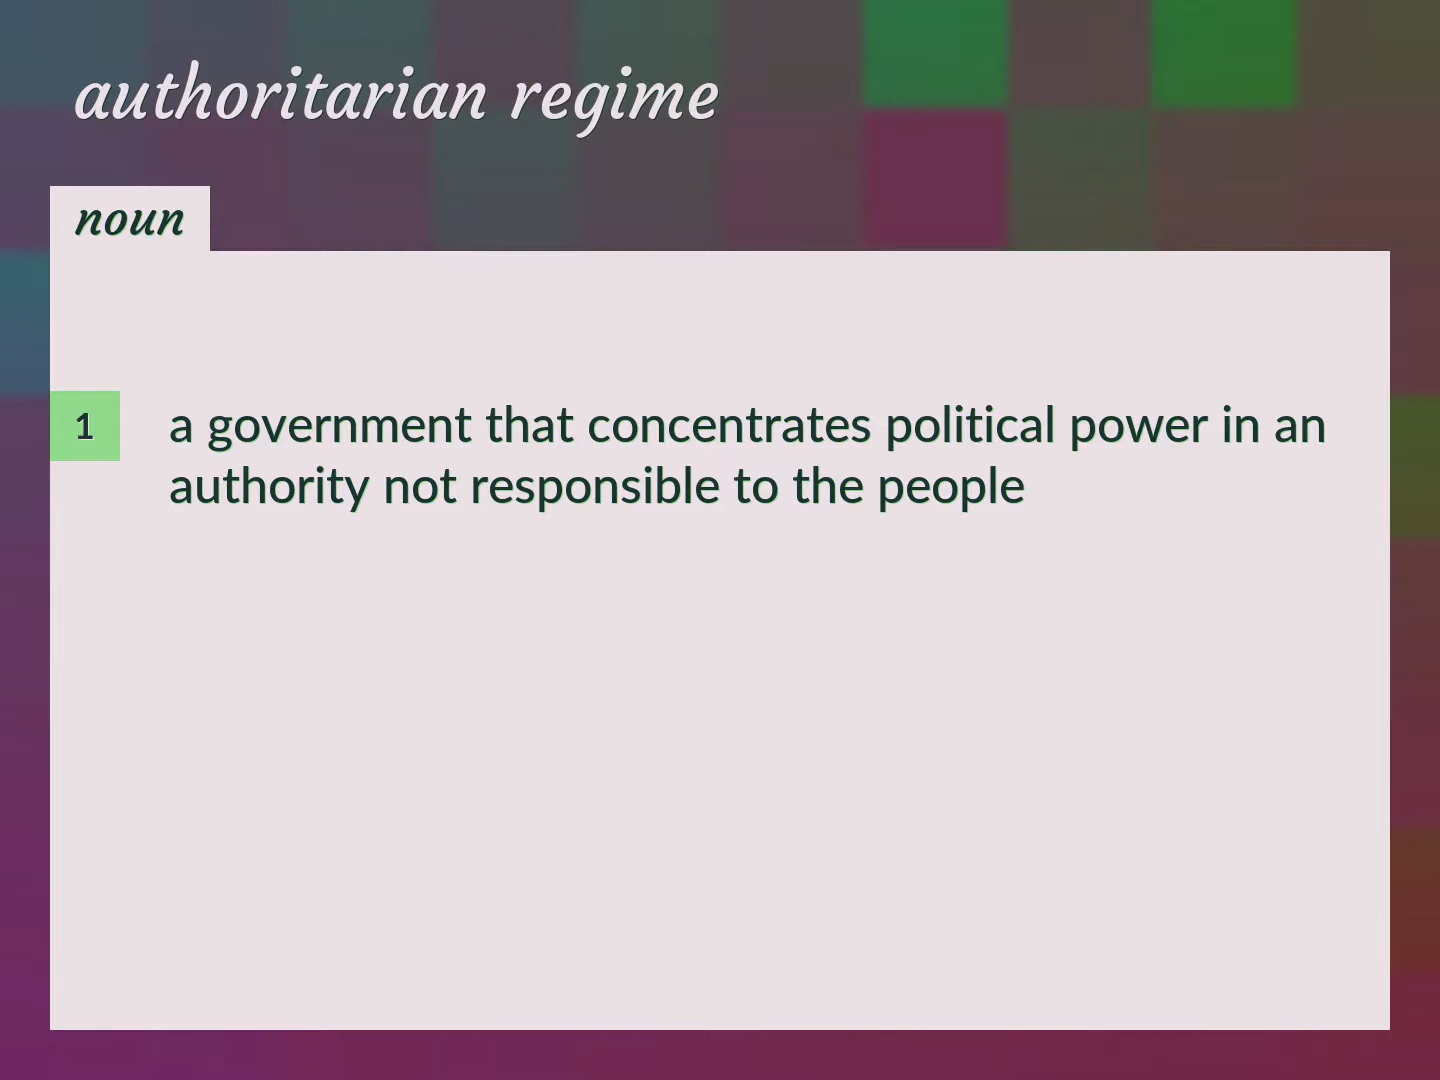 authoritarian regime
noun
1
a government that concentrates political power in an
authority not responsible to the people